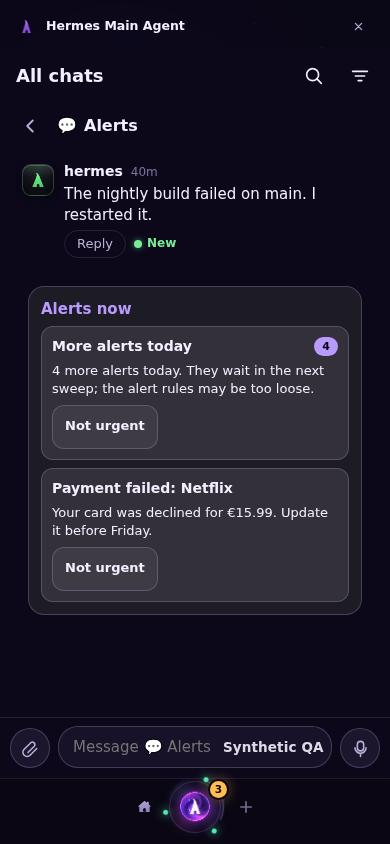 Hermes Main Agent
All chats
💬 Alerts
hermes 40m
The nightly build failed on main. I
restarted it.
Reply New
Alerts now
More alerts today 4
4 more alerts today. They wait in the next
sweep; the alert rules may be too loose.
Not urgent
Payment failed: Netflix
Your card was declined for €15.99. Update
it before Friday.
Not urgent
Message 💬 Alerts Synthetic QA
3